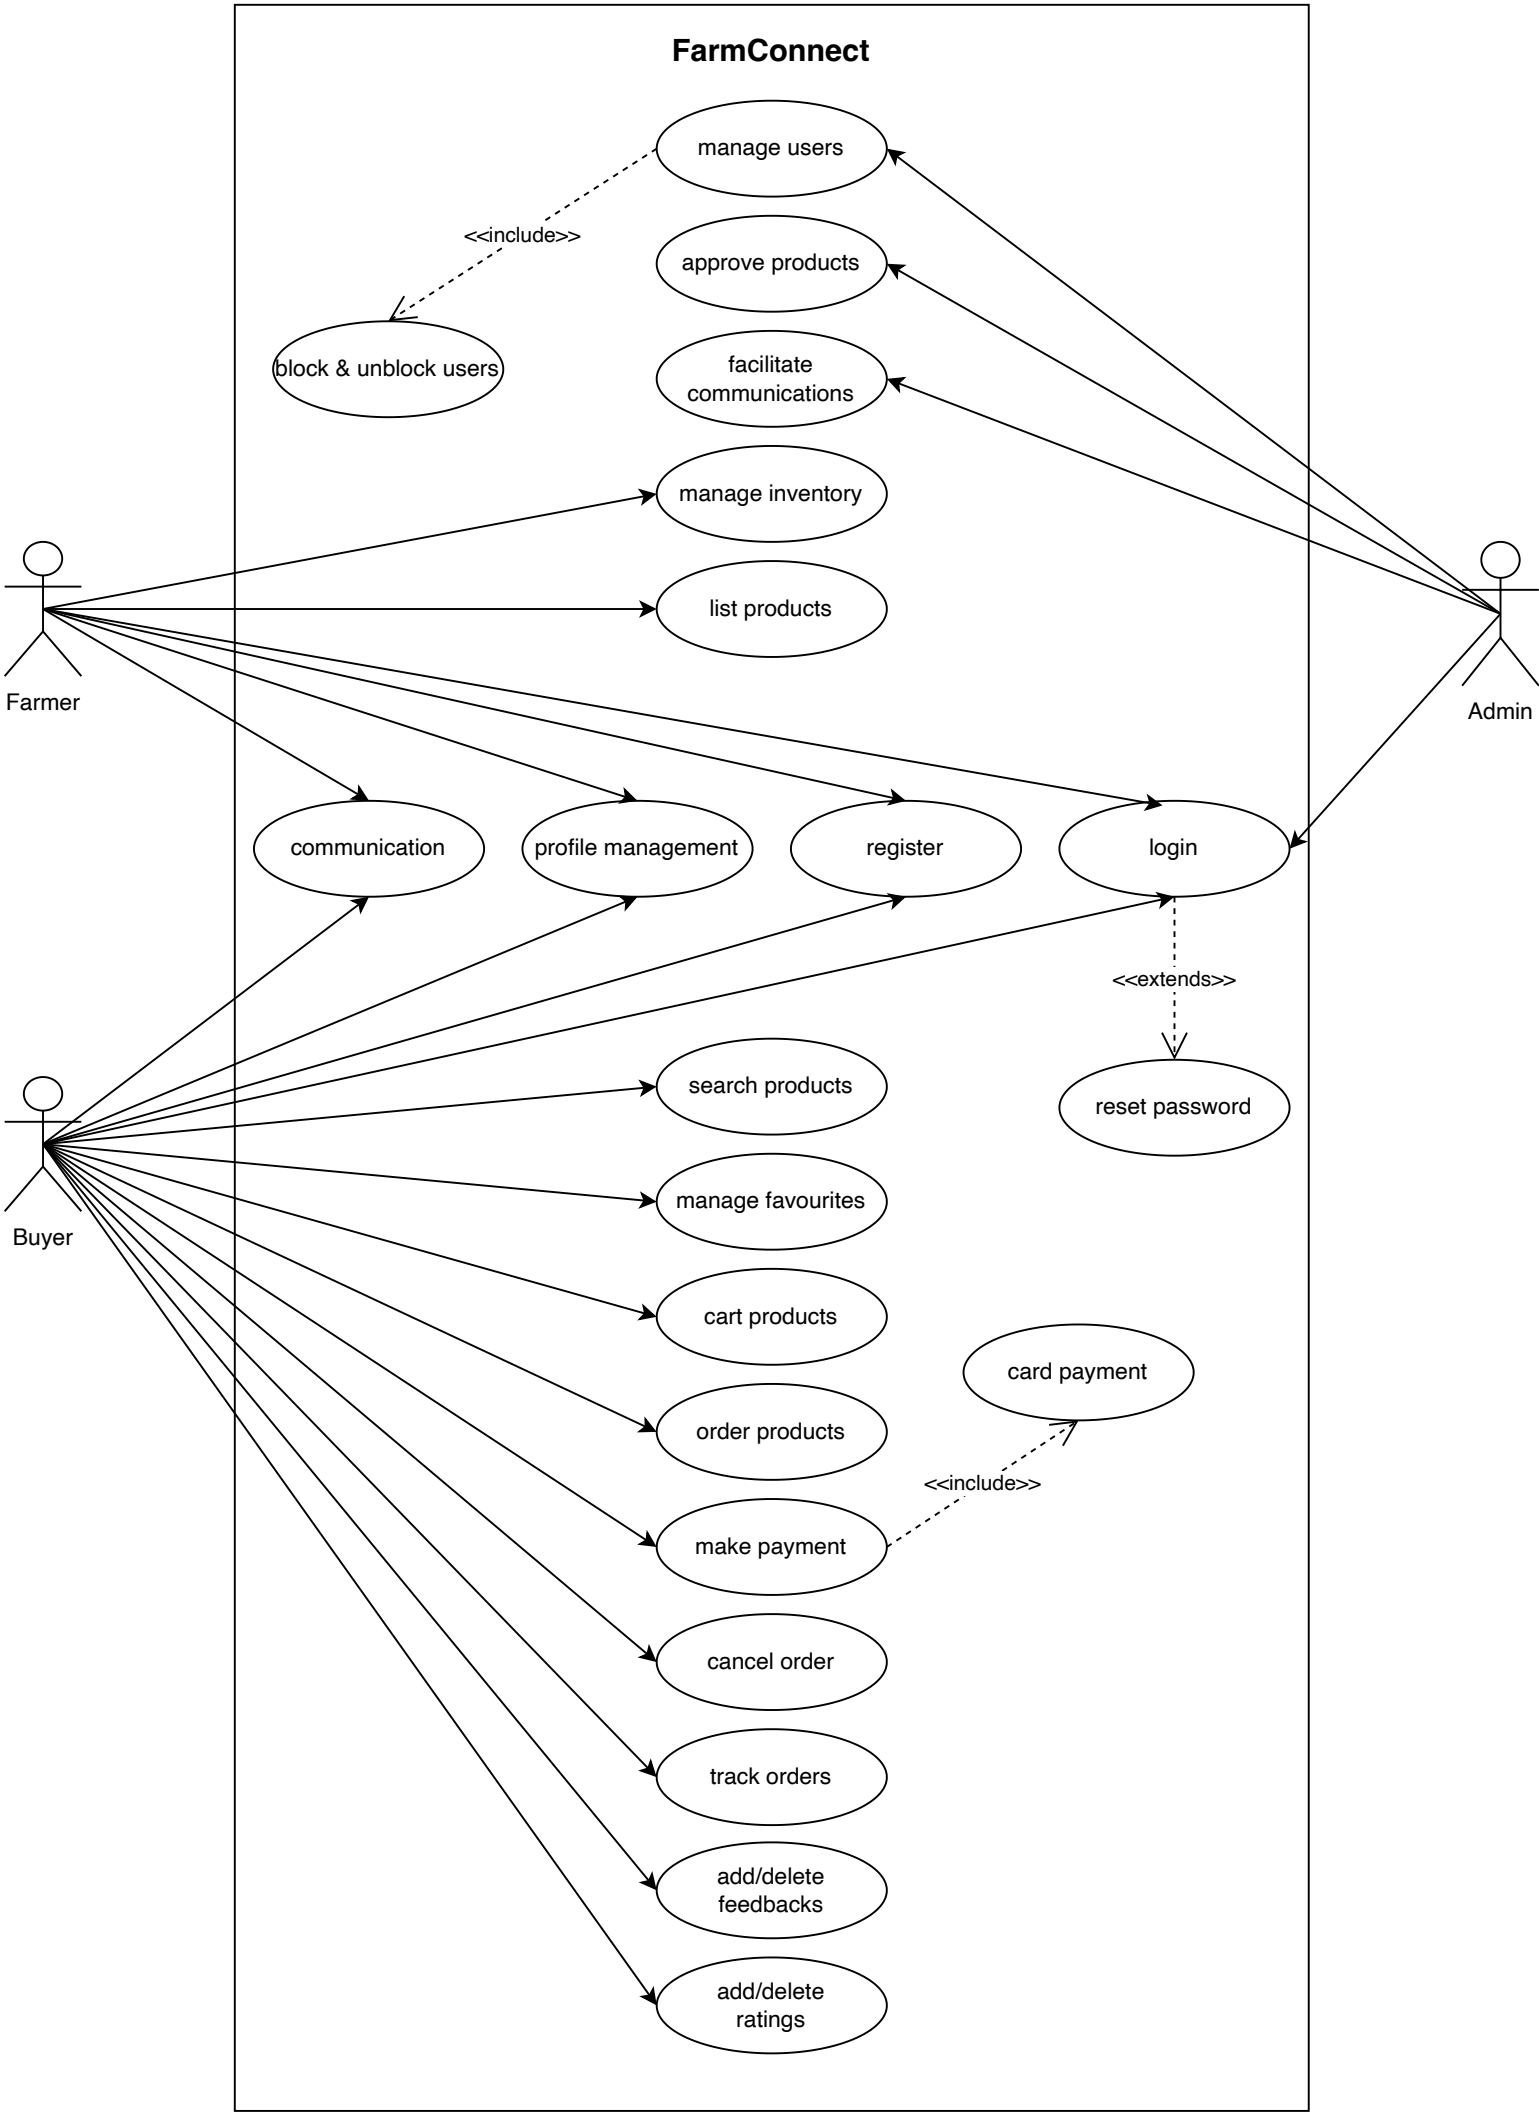 FarmConnect
manage users
<<include>>
approve products
block & unblock users
facilitate
communications
manage inventory
list products
Farmer
Admin
communication
profile management
register
login
<<extends>>
search products
reset password
manage favourites
Buyer
cart products
card payment
order products
<<include>>
make payment
cancel order
track orders
add/delete
feedbacks
add/delete
ratings